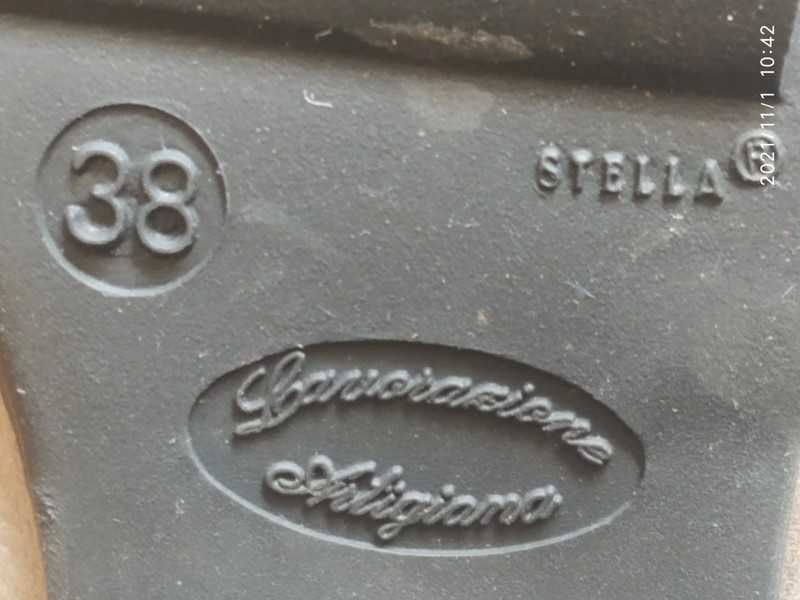 38
STELLA®
Lavorazione
Artigiana
2021/11/1 10:42